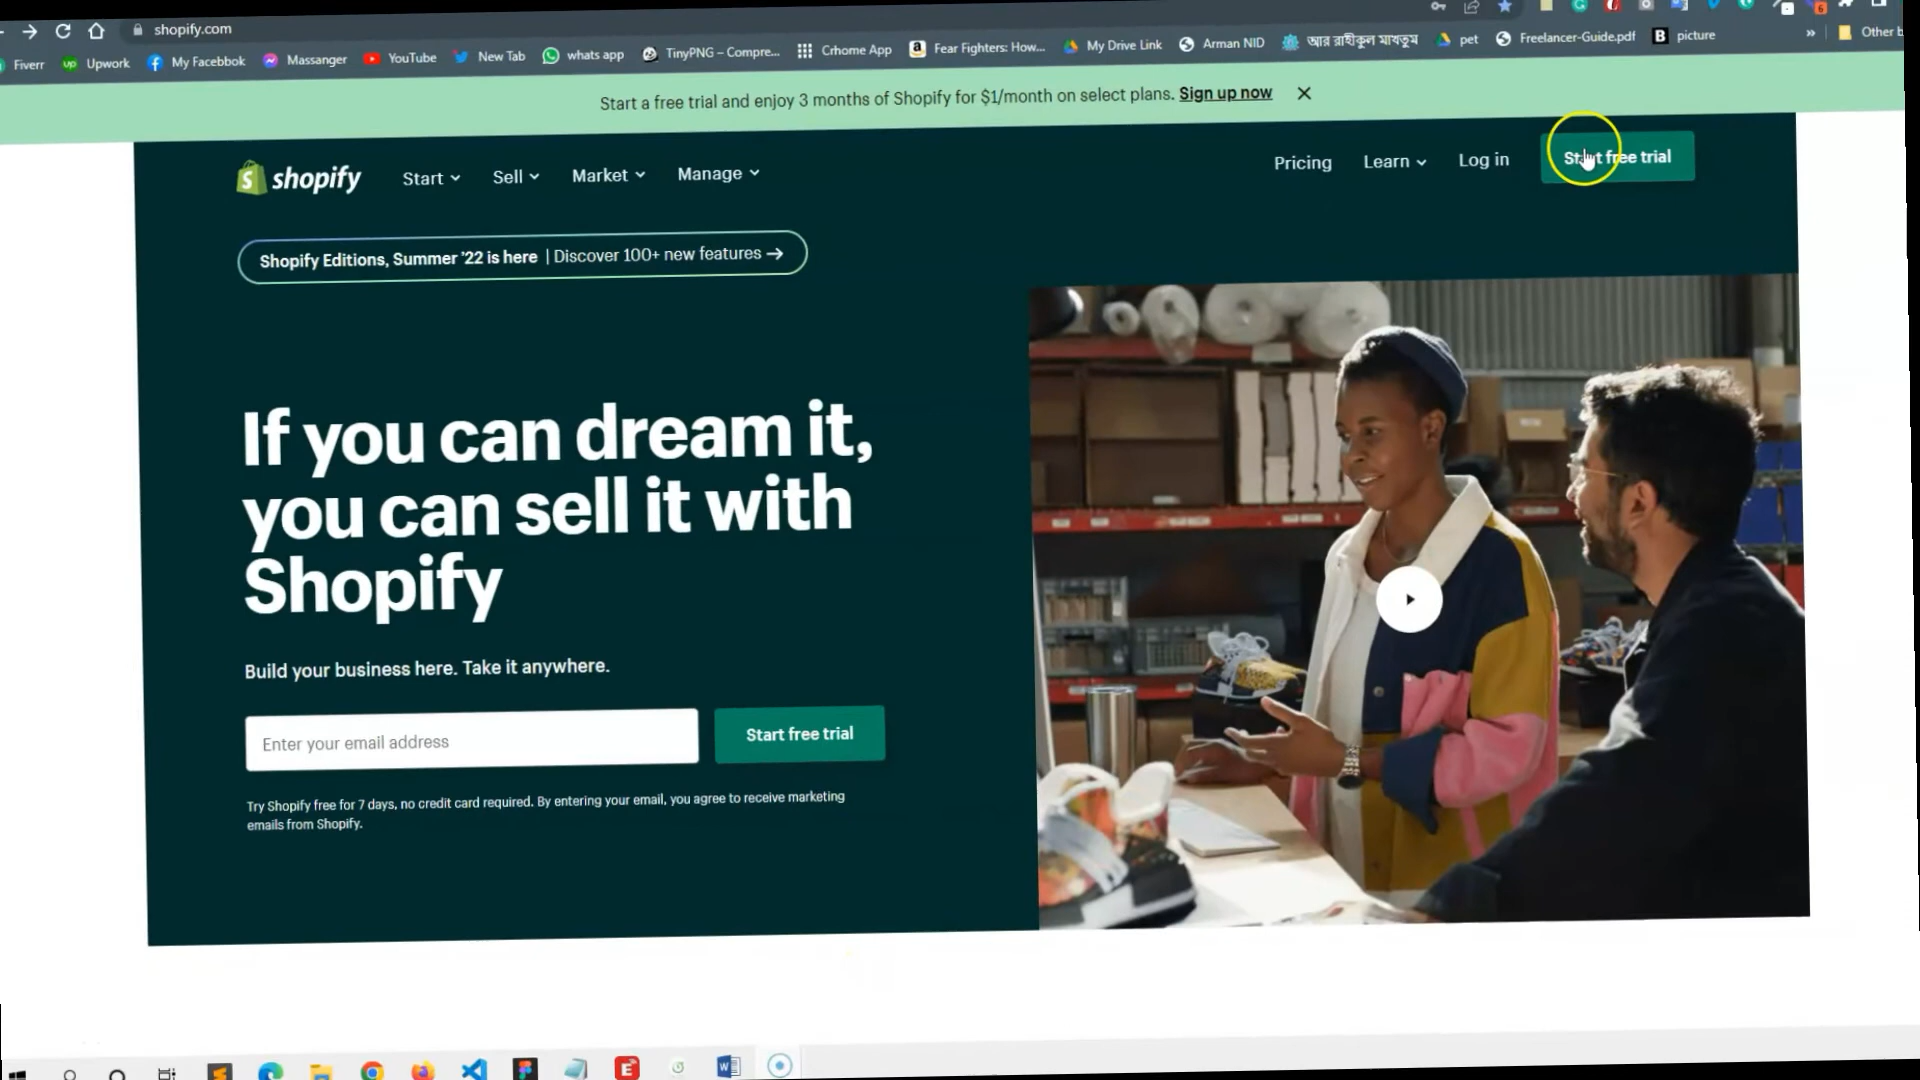 shopify.com
Fiverr
up Upwork
My Facebbok
Massanger
YouTube
New Tab
whats app
TinyPNG – Compre...
Crhome App
Fear Fighters: How...
My Drive Link
Arman NID
আর রাহীকুল মাখতূম
pet
Freelancer-Guide.pdf
B picture
»
Other b
Start a free trial and enjoy 3 months of Shopify for $1/month on select plans. Sign up now
shopify
Start
Sell
Market
Manage
Pricing
Learn
Log in
Start free trial
Shopify Editions, Summer '22 is here | Discover 100+ new features →
If you can dream it,
you can sell it with
Shopify
Build your business here. Take it anywhere.
Enter your email address
Start free trial
Try Shopify free for 7 days, no credit card required. By entering your email, you agree to receive marketing
emails from Shopify.